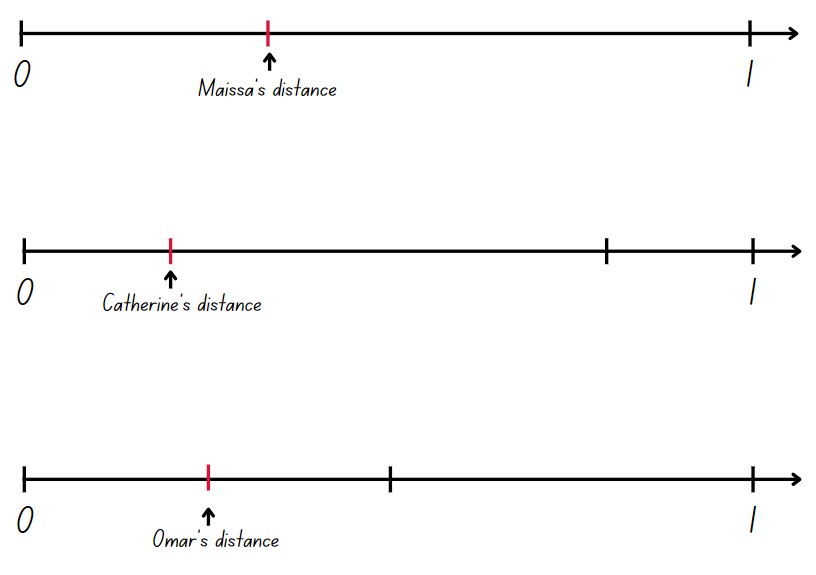 0 1
Maissa's distance
0 1
Catherine's distance
0 1
Omar's distance